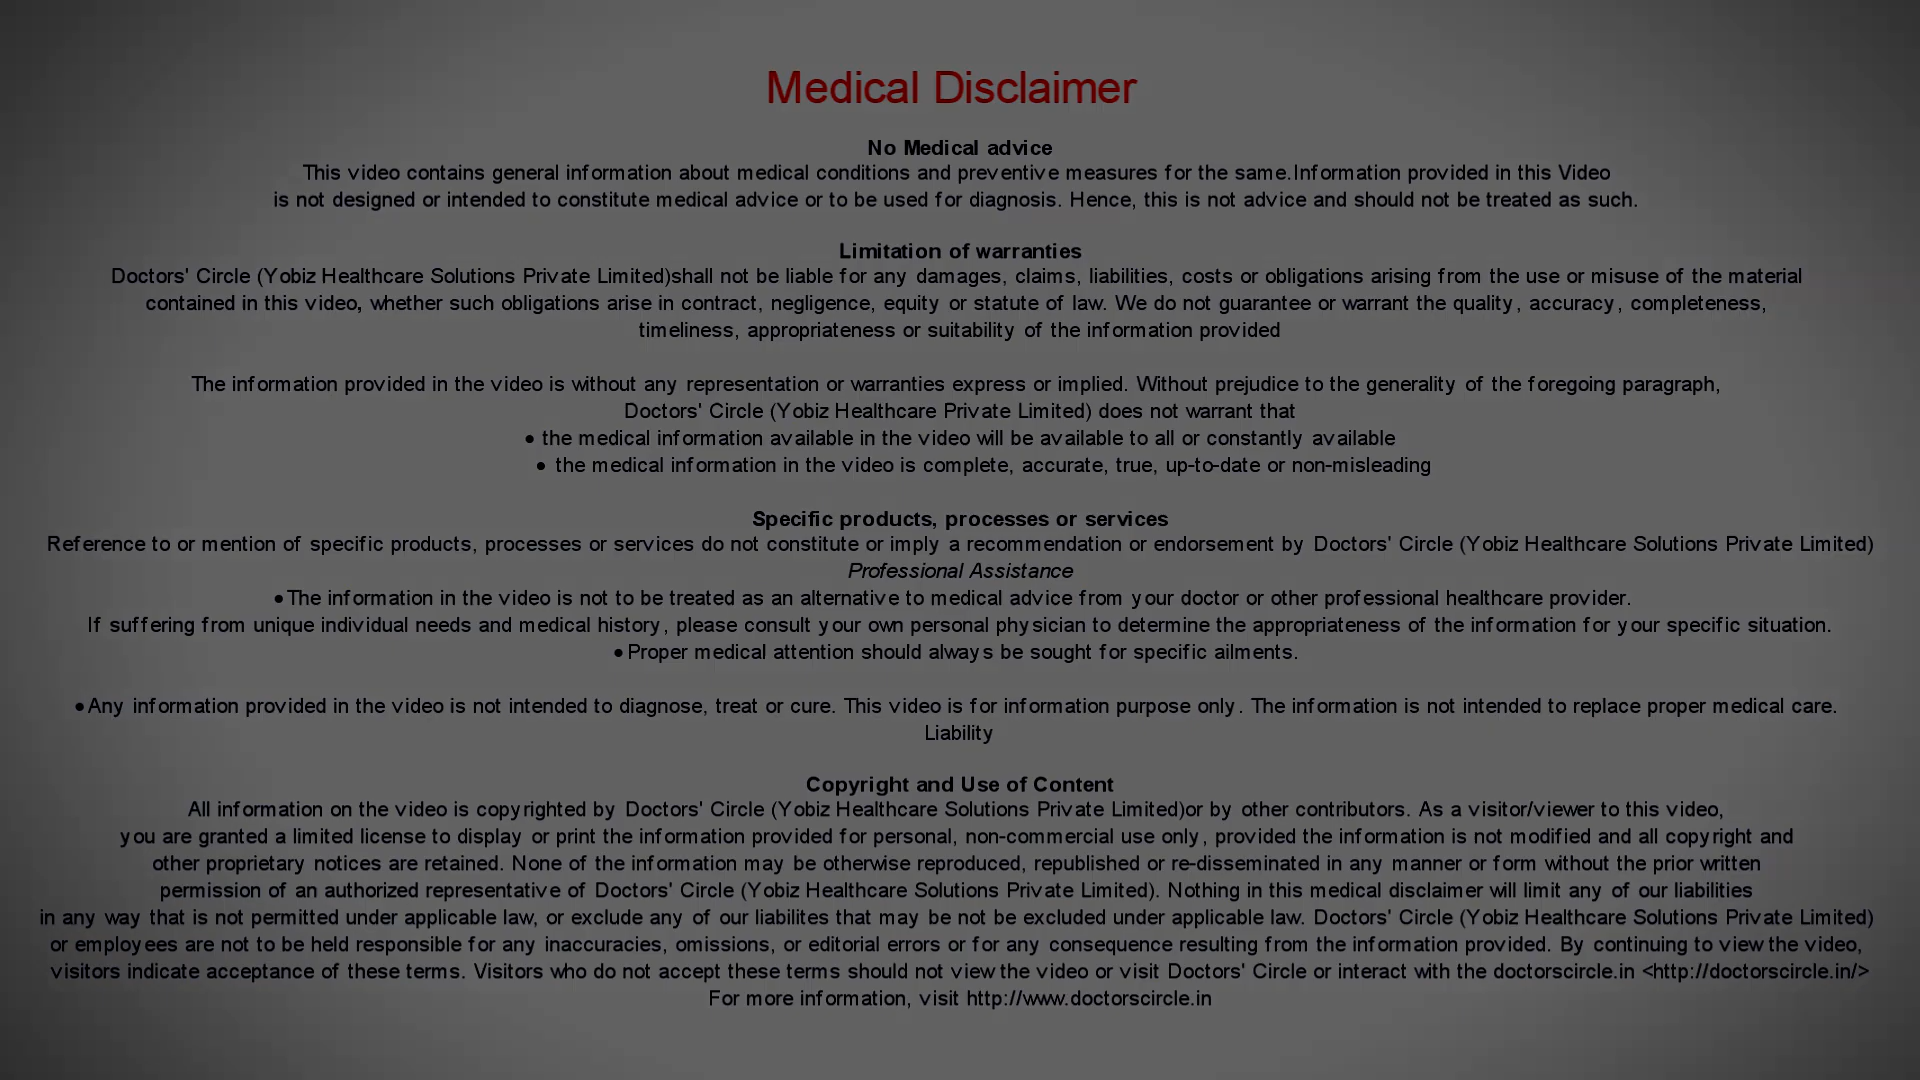 Medical Disclaimer
No Medical advice
This video contains general information about medical conditions and preventive measures for the same.Information provided in this Video
is not designed or intended to constitute medical advice or to be used for diagnosis. Hence, this is not advice and should not be treated as such.
Limitation of warranties
Doctors' Circle (Yobiz Healthcare Solutions Private Limited)shall not be liable for any damages, claims, liabilities, costs or obligations arising from the use or misuse of the material
contained in this video, whether such obligations arise in contract, negligence, equity or statute of law. We do not guarantee or warrant the quality, accuracy, completeness,
timeliness, appropriateness or suitability of the information provided
The information provided in the video is without any representation or warranties express or implied. Without prejudice to the generality of the foregoing paragraph,
Doctors' Circle (Yobiz Healthcare Private Limited) does not warrant that
• the medical information available in the video will be available to all or constantly available
• the medical information in the video is complete, accurate, true, up-to-date or non-misleading
Specific products, processes or services
Reference to or mention of specific products, processes or services do not constitute or imply a recommendation or endorsement by Doctors' Circle (Yobiz Healthcare Solutions Private Limited)
Professional Assistance
•The information in the video is not to be treated as an alternative to medical advice from your doctor or other professional healthcare provider.
If suffering from unique individual needs and medical history, please consult your own personal physician to determine the appropriateness of the information for your specific situation.
•Proper medical attention should always be sought for specific ailments.
•Any information provided in the video is not intended to diagnose, treat or cure. This video is for information purpose only. The information is not intended to replace proper medical care.
Liability
Copyright and Use of Content
All information on the video is copyrighted by Doctors' Circle (Yobiz Healthcare Solutions Private Limited)or by other contributors. As a visitor/viewer to this video,
you are granted a limited license to display or print the information provided for personal, non-commercial use only, provided the information is not modified and all copyright and
other proprietary notices are retained. None of the information may be otherwise reproduced, republished or re-disseminated in any manner or form without the prior written
permission of an authorized representative of Doctors' Circle (Yobiz Healthcare Solutions Private Limited). Nothing in this medical disclaimer will limit any of our liabilities
in any way that is not permitted under applicable law, or exclude any of our liabilites that may be not be excluded under applicable law. Doctors' Circle (Yobiz Healthcare Solutions Private Limited)
or employees are not to be held responsible for any inaccuracies, omissions, or editorial errors or for any consequence resulting from the information provided. By continuing to view the video,
visitors indicate acceptance of these terms. Visitors who do not accept these terms should not view the video or visit Doctors' Circle or interact with the doctorscircle.in <http://doctorscircle.in/>
For more information, visit http://www.doctorscircle.in